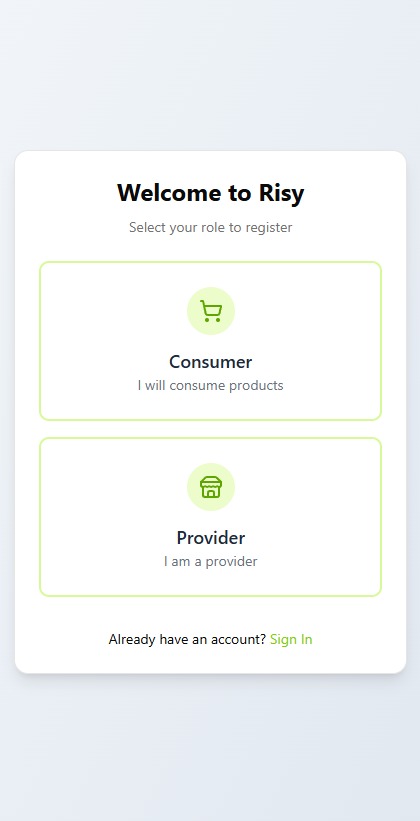 Welcome to Risy
Select your role to register
Consumer
I will consume products
Provider
I am a provider
Already have an account? Sign In